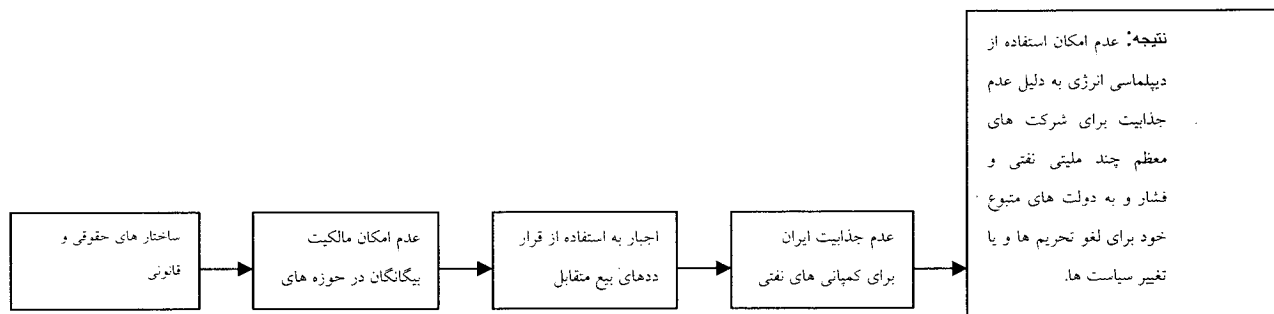 ساختار های حقوقی و
قانونی
عدم امکان مالکیت
بیگانگان در حوزه های
اجبار به استفاده از قرار
ددهای بیع متقابل
عدم جذابیت ایران
برای کمپانی های نفتی
نتیجه: عدم امکان استفاده از
دیپلماسی انرژی به دلیل عدم
جذابیت برای شرکت های
معظم چند ملیتی نفتی و
فشار و به دولت های متبوع
خود برای لغو تحریم ها و یا
تغییر سیاست ها.